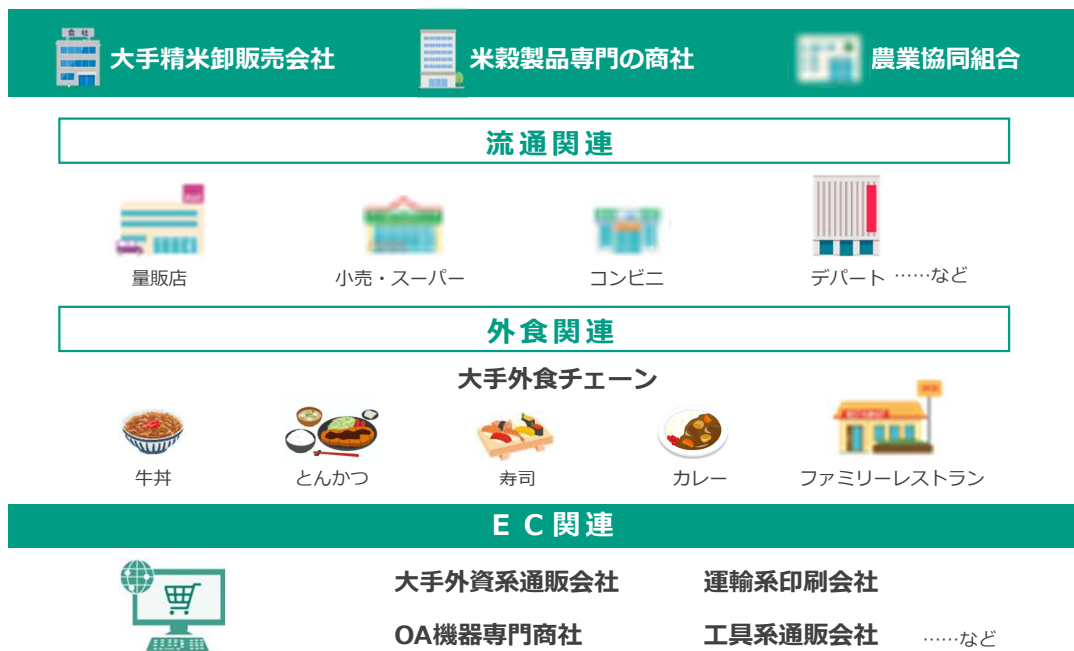 会社
大手精米卸販売会社 米穀製品専門の商社 農業協同組合
流通関連
量販店 小売・スーパー コンビニ デパート ……など
外食関連
大手外食チェーン
牛丼 とんかつ 寿司 カレー ファミリーレストラン
ＥＣ関連
大手外資系通販会社 運輸系印刷会社
OA機器専門商社 工具系通販会社 ……など